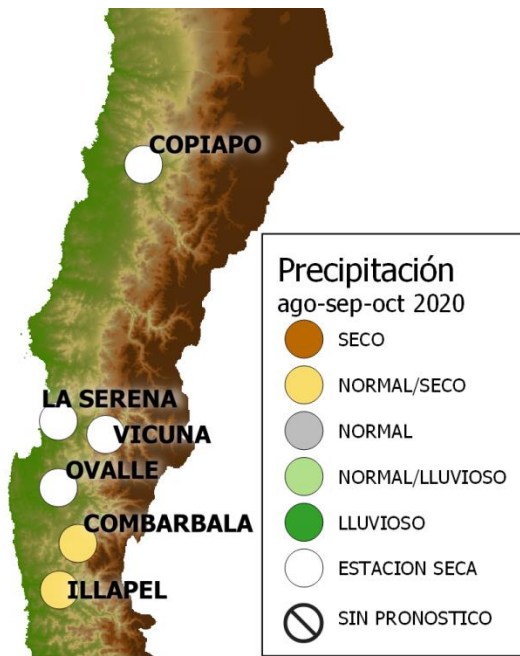 COPIAPO
LA SERENA
VICUNA
OVALLE
COMBARBALA
ILLAPEL
Precipitación
ago-sep-oct 2020
SECO
NORMAL/SECO
NORMAL
NORMAL/LLUVIOSO
LLUVIOSO
ESTACION SECA
SIN PRONOSTICO